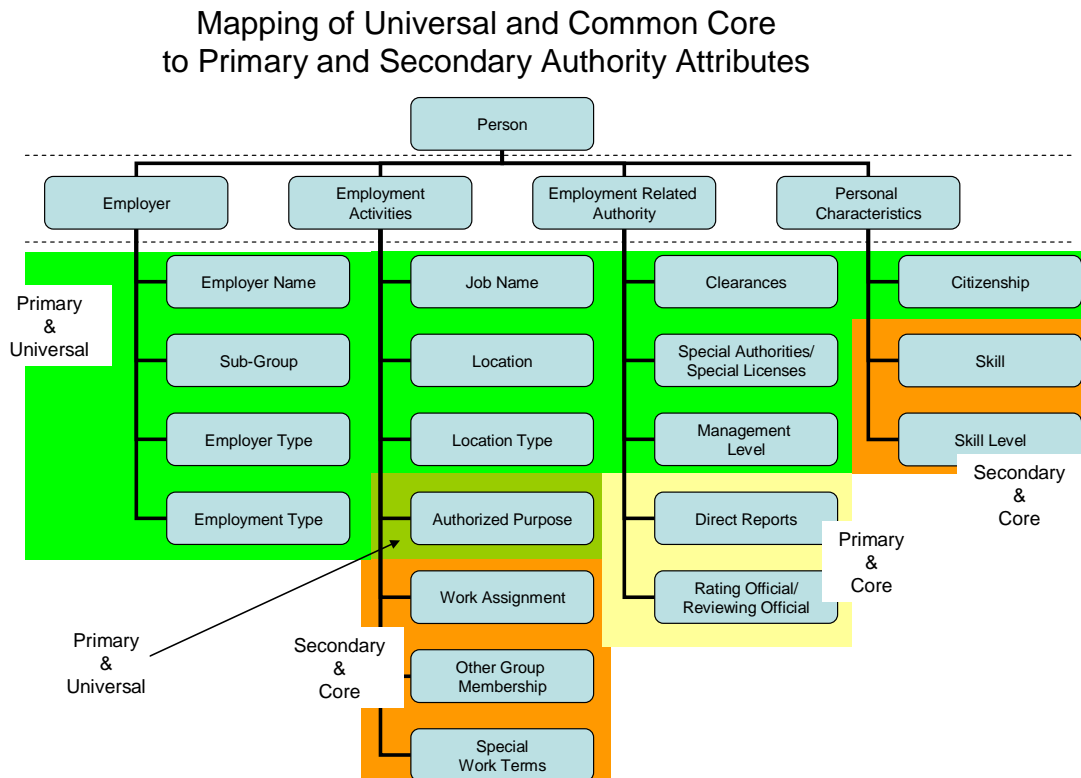 Mapping of Universal and Common Core
to Primary and Secondary Authority Attributes
Person
Employer
Employment
Activities
Employment Related
Authority
Personal
Characteristics
Primary
&
Universal
Employer Name
Job Name
Clearances
Citizenship
Sub-Group
Location
Special Authorities/
Special Licenses
Skill
Employer Type
Location Type
Management
Level
Skill Level
Secondary
&
Core
Employment Type
Authorized Purpose
Direct Reports
Primary
&
Core
Work Assignment
Rating Official/
Reviewing Official
Primary
&
Universal
Secondary
&
Core
Other Group
Membership
Special
Work Terms